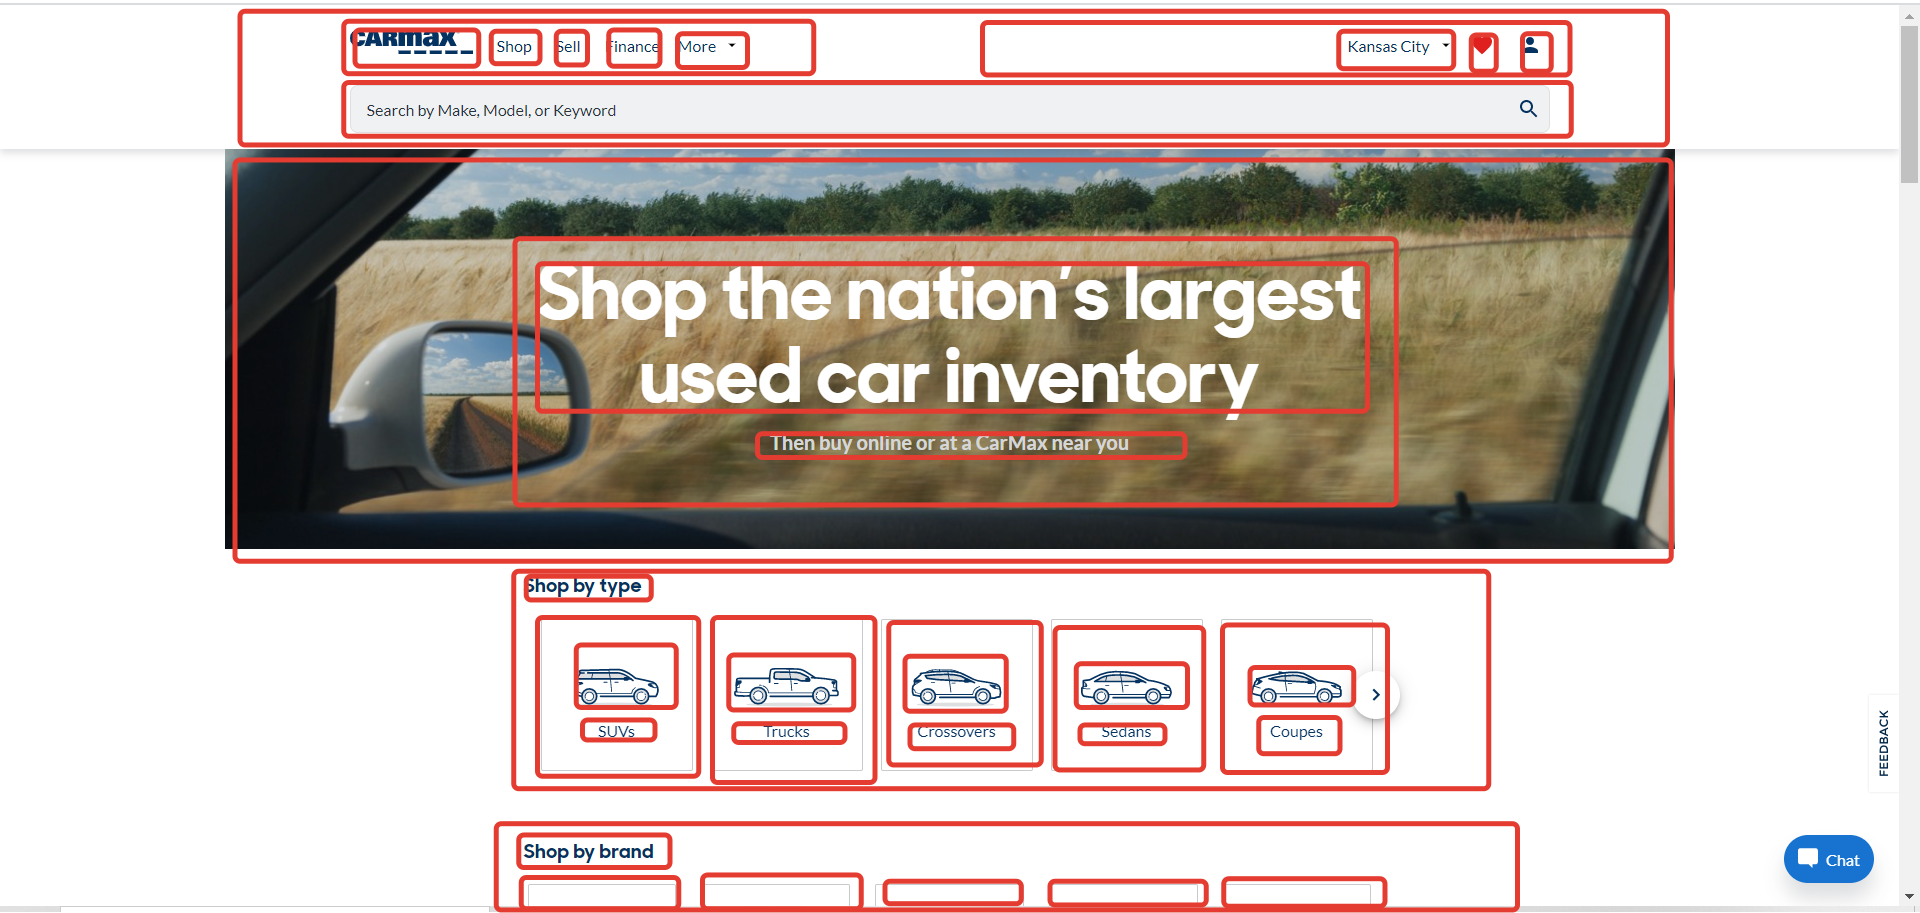 CARMAX
Shop
Sell
Finance
More
Kansas City
Search by Make, Model, or Keyword
Shop the nation's largest
used car inventory
Then buy online or at a CarMax near you
Shop by type
SUVs
Trucks
Crossovers
Sedans
Coupes
FEEDBACK
Shop by brand
Chat